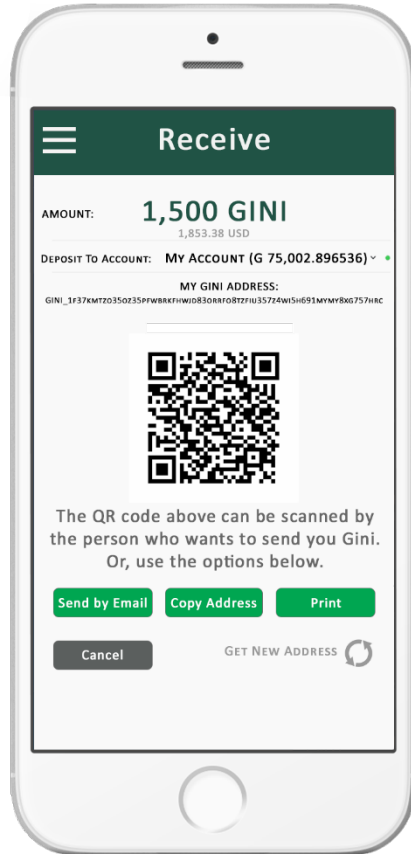 Receive
AMOUNT: 1,500 GINI
1,853.38 USD
DEPOSIT TO ACCOUNT: MY ACCOUNT (G 75,002.896536)
MY GINI ADDRESS:
GINI_1F37KMTZO35OZ35PFWBRKFHWJD83ORRFO8TZFIU357Z4WI5H691MYMY8XG757HRC
The QR code above can be scanned by
the person who wants to send you Gini.
Or, use the options below.
Send by Email Copy Address Print
Cancel GET NEW ADDRESS